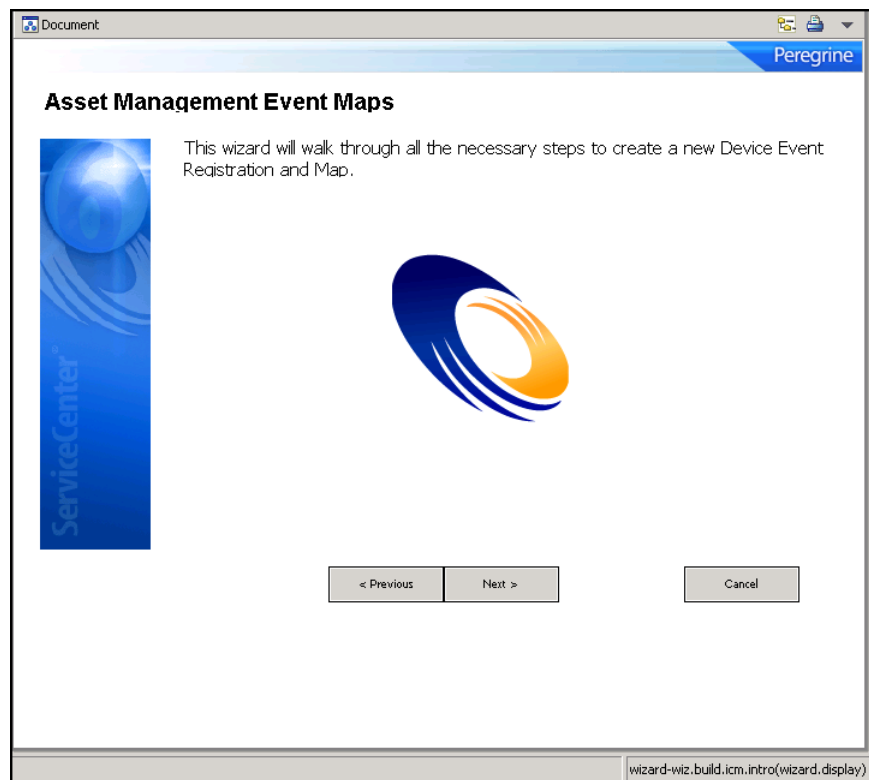 Document
Peregrine
Asset Management Event Maps
This wizard will walk through all the necessary steps to create a new Device Event
Registration and Map.
ServiceCenter®
< Previous
Next >
Cancel
wizard-wiz.build.icm.intro(wizard.display)